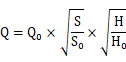 Q = Q₀ × √(S/S₀) × √(H/H₀)